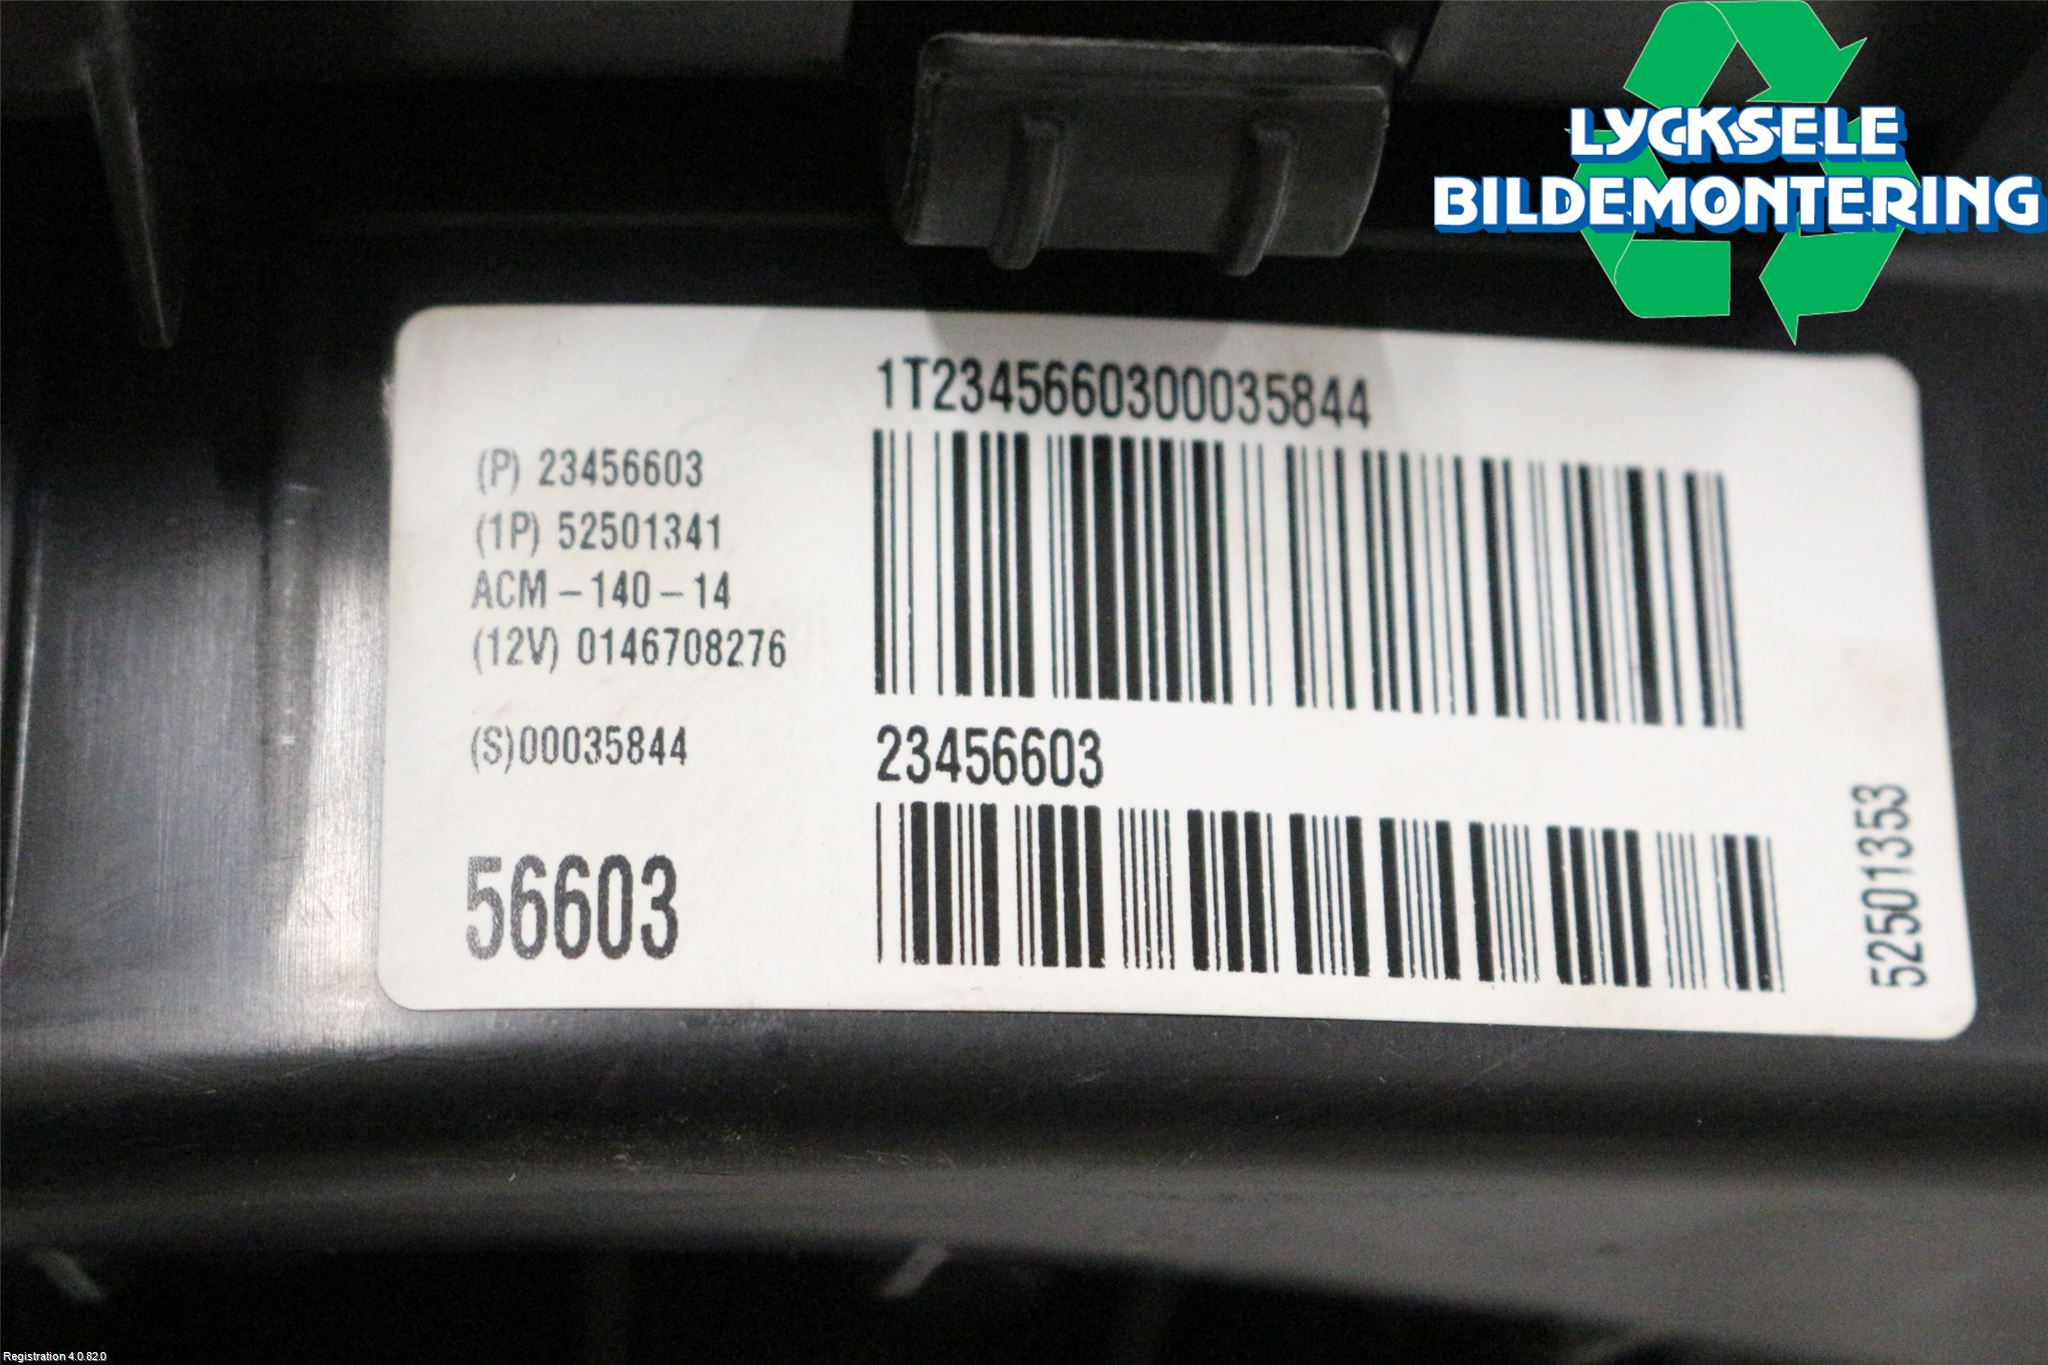 LYCKSELE
BILDEMONTERING
1T2345660300035844
(P) 23456603
(1P) 52501341
ACM-140-14
(12V) 0146708276
(S)00035844
23456603
56603
52501353
Registration 4.0.82.0